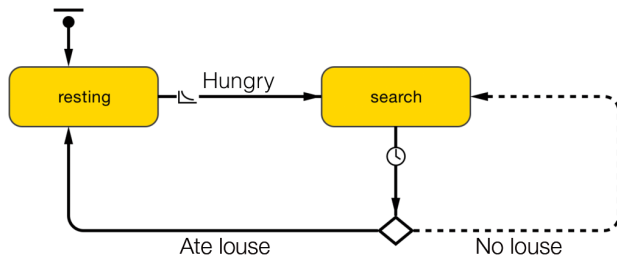 Hungry
resting
search
Ate louse
No louse